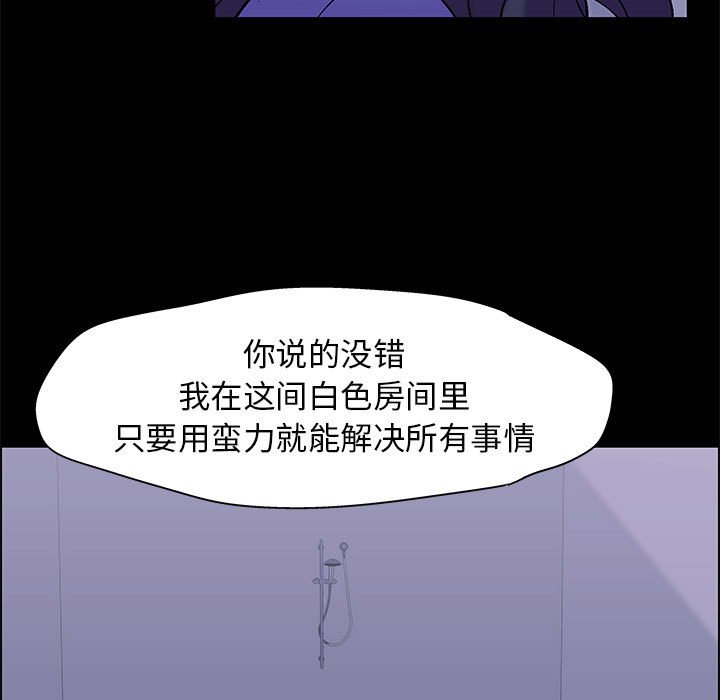 你说的没错
我在这间白色房间里
只要用蛮力就能解决所有事情